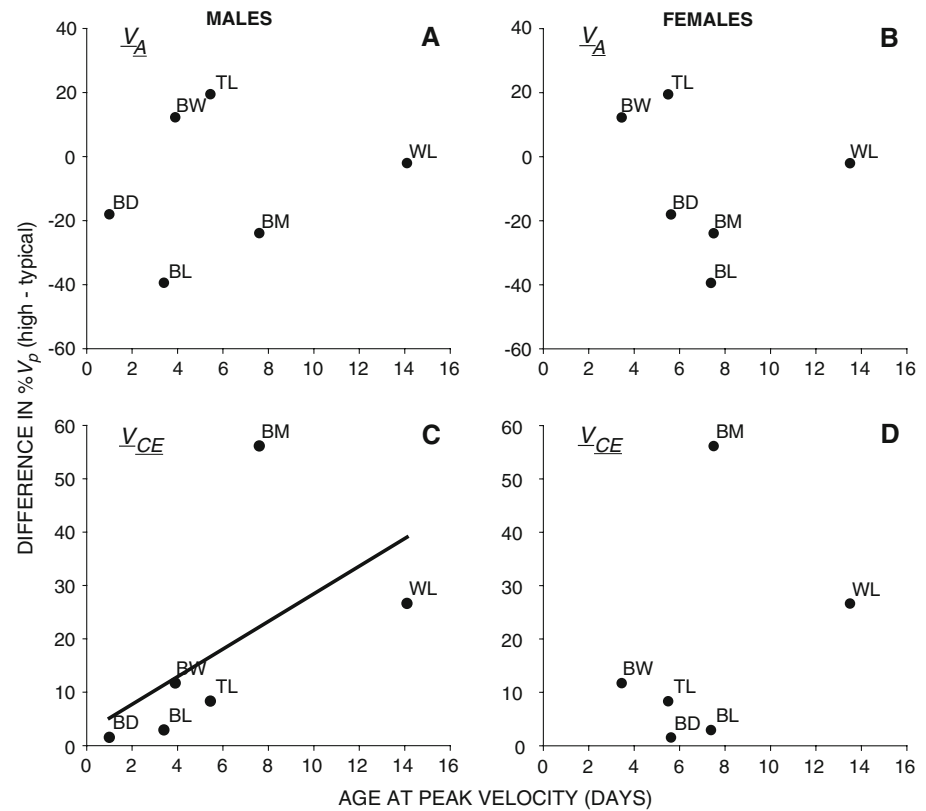 MALES
FEMALES
DIFFERENCE IN %Vp (high - typical)
VA
A
40
20
0
-20
-40
-60
0 2 4 6 8 10 12 14 16
BD
BW
TL
BL
BM
WL
VA
B
40
20
0
-20
-40
-60
0 2 4 6 8 10 12 14 16
BW
TL
BD
BM
BL
WL
VCE
C
60
50
40
30
20
10
0
0 2 4 6 8 10 12 14 16
BM
WL
BW
TL
BL
BD
VCE
D
60
50
40
30
20
10
0
0 2 4 6 8 10 12 14 16
BM
WL
BW
TL
BD
BL
AGE AT PEAK VELOCITY (DAYS)